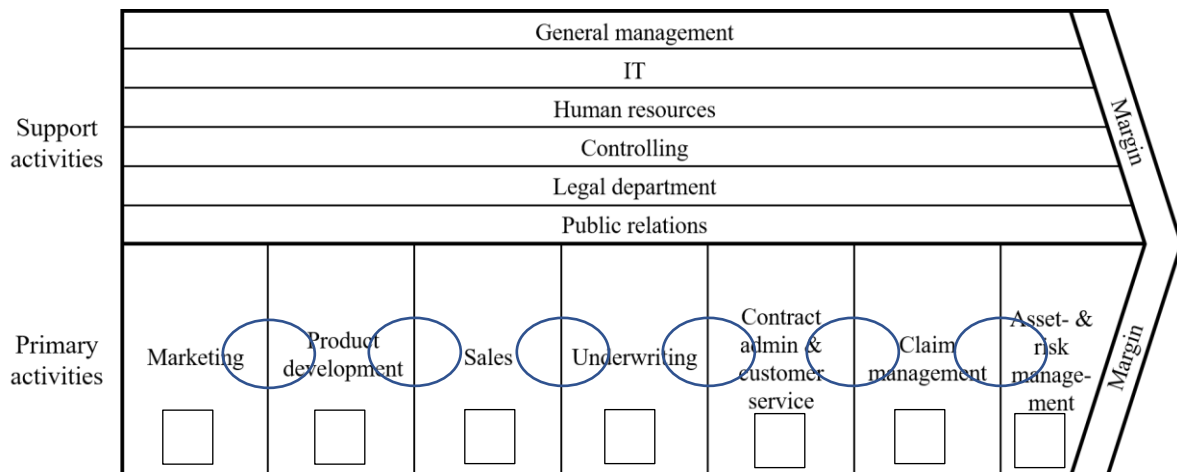 General management
IT
Human resources
Controlling
Legal department
Public relations
Support
activities
Margin
Primary
activities
Marketing
Product
development
Sales
Underwriting
Contract
admin &
customer
service
Claim
management
Asset- &
risk
manage-
ment
Margin